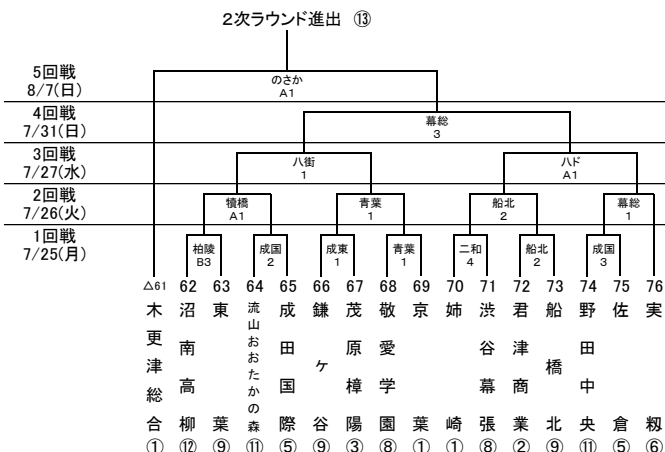 2次ラウンド進出 ⑬
5回戦
8/7(日)
のさか
A1
4回戦
7/31(日)
幕総
3
3回戦
7/27(水)
八街
1
ハド
A1
2回戦
7/26(火)
犢橋
A1
青葉
1
船北
2
幕総
1
1回戦
7/25(月)
柏陵
B3
成国
2
成東
1
青葉
1
二和
4
船北
2
成国
3
△61 木更津総合 ①
62 沼南高柳 ⑫
63 東葉 ⑨
64 流山おおたかの森 ⑪
65 成田国際 ⑤
66 鎌ヶ谷 ⑨
67 茂原樟陽 ③
68 敬愛学園 ⑧
69 京葉 ①
70 姉崎 ①
71 渋谷幕張 ⑧
72 君津商業 ②
73 船橋北 ⑨
74 野田中央 ⑪
75 佐倉 ⑤
76 実籾 ⑥